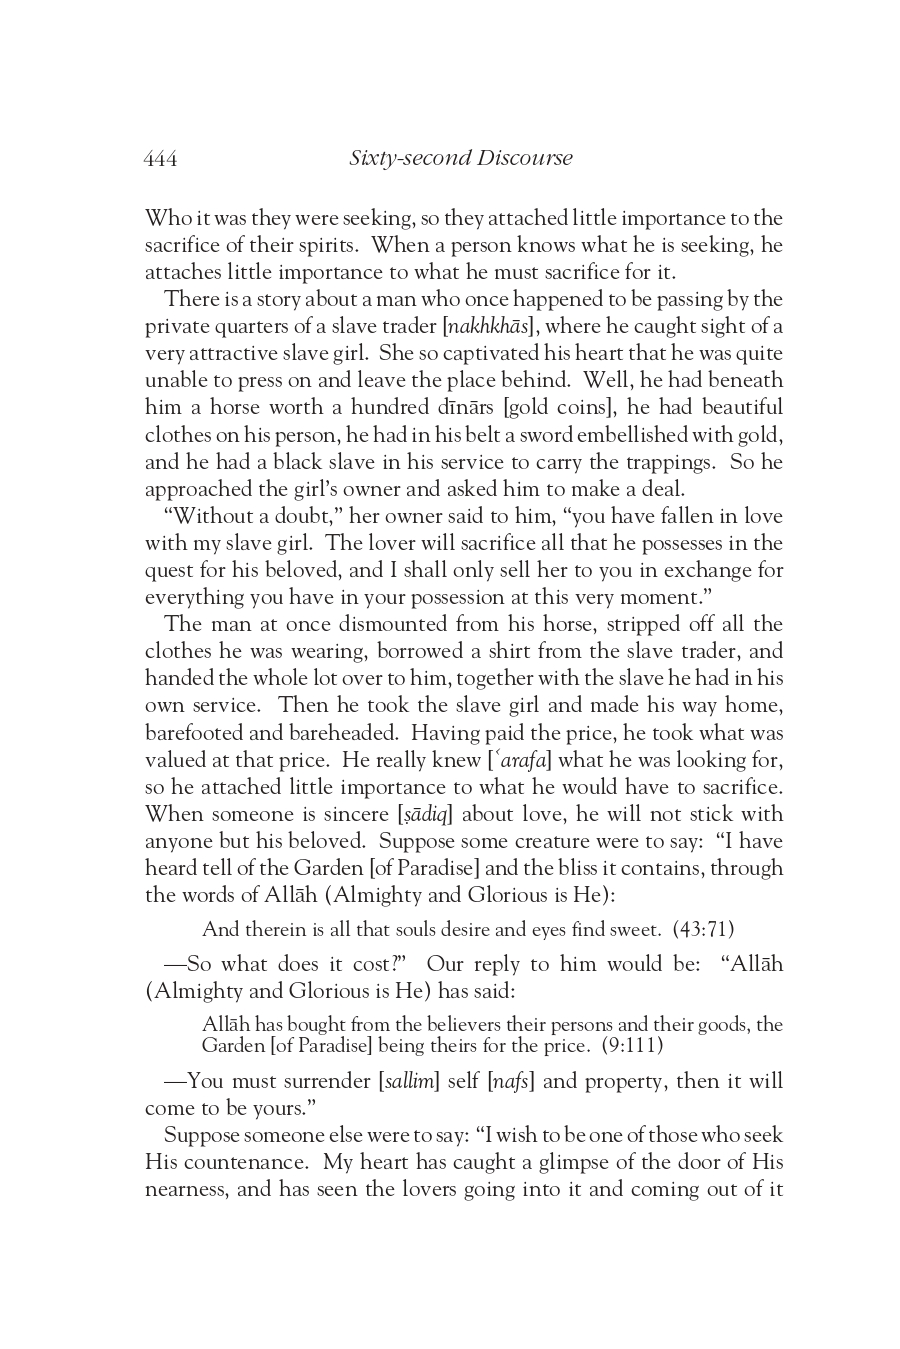 444
Sixty-second Discourse
Who it was they were seeking, so they attached little importance to the
sacrifice of their spirits.  When a person knows what he is seeking, he
attaches little importance to what he must sacrifice for it.
There is a story about a man who once happened to be passing by the
private quarters of a slave trader [nakhkhās], where he caught sight of a
very attractive slave girl.  She so captivated his heart that he was quite
unable to press on and leave the place behind.  Well, he had beneath
him a horse worth a hundred dīnārs [gold coins], he had beautiful
clothes on his person, he had in his belt a sword embellished with gold,
and he had a black slave in his service to carry the trappings.  So he
approached the girl’s owner and asked him to make a deal.
“Without a doubt,” her owner said to him, “you have fallen in love
with my slave girl.  The lover will sacrifice all that he possesses in the
quest for his beloved, and I shall only sell her to you in exchange for
everything you have in your possession at this very moment.”
The man at once dismounted from his horse, stripped off all the
clothes he was wearing, borrowed a shirt from the slave trader, and
handed the whole lot over to him, together with the slave he had in his
own service.  Then he took the slave girl and made his way home,
barefooted and bareheaded.  Having paid the price, he took what was
valued at that price.  He really knew [ʿarafa] what he was looking for,
so he attached little importance to what he would have to sacrifice.
When someone is sincere [ṣādiq] about love, he will not stick with
anyone but his beloved.  Suppose some creature were to say:  “I have
heard tell of the Garden [of Paradise] and the bliss it contains, through
the words of Allāh (Almighty and Glorious is He):
And therein is all that souls desire and eyes find sweet.  (43:71)
—So what does it cost?”  Our reply to him would be:  “Allāh
(Almighty and Glorious is He) has said:
Allāh has bought from the believers their persons and their goods, the
Garden [of Paradise] being theirs for the price.  (9:111)
—You must surrender [sallim] self [nafs] and property, then it will
come to be yours.”
Suppose someone else were to say: “I wish to be one of those who seek
His countenance.  My heart has caught a glimpse of the door of His
nearness, and has seen the lovers going into it and coming out of it